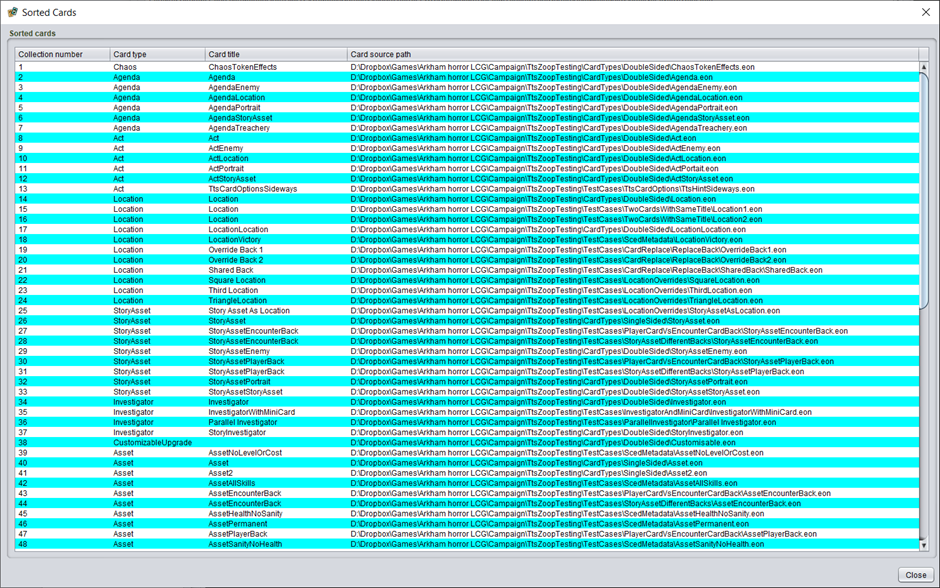 Sorted Cards
Sorted cards
Collection number Card type Card title Card source path
1 Chaos ChaosTokenEffects D:\Dropbox\Games\Arkham horror LCG\Campaign\TtsZoopTesting\CardTypes\DoubleSided\ChaosTokenEffects.eon
2 Agenda Agenda D:\Dropbox\Games\Arkham horror LCG\Campaign\TtsZoopTesting\CardTypes\DoubleSided\Agenda.eon
3 Agenda AgendaEnemy D:\Dropbox\Games\Arkham horror LCG\Campaign\TtsZoopTesting\CardTypes\DoubleSided\AgendaEnemy.eon
4 Agenda AgendaLocation D:\Dropbox\Games\Arkham horror LCG\Campaign\TtsZoopTesting\CardTypes\DoubleSided\AgendaLocation.eon
5 Agenda AgendaPortrait D:\Dropbox\Games\Arkham horror LCG\Campaign\TtsZoopTesting\CardTypes\DoubleSided\AgendaPortrait.eon
6 Agenda AgendaStoryAsset D:\Dropbox\Games\Arkham horror LCG\Campaign\TtsZoopTesting\CardTypes\DoubleSided\AgendaStoryAsset.eon
7 Agenda AgendaTreachery D:\Dropbox\Games\Arkham horror LCG\Campaign\TtsZoopTesting\CardTypes\DoubleSided\AgendaTreachery.eon
8 Act Act D:\Dropbox\Games\Arkham horror LCG\Campaign\TtsZoopTesting\CardTypes\DoubleSided\Act.eon
9 Act ActEnemy D:\Dropbox\Games\Arkham horror LCG\Campaign\TtsZoopTesting\CardTypes\DoubleSided\ActEnemy.eon
10 Act ActLocation D:\Dropbox\Games\Arkham horror LCG\Campaign\TtsZoopTesting\CardTypes\DoubleSided\ActLocation.eon
11 Act ActPortrait D:\Dropbox\Games\Arkham horror LCG\Campaign\TtsZoopTesting\CardTypes\DoubleSided\ActPortait.eon
12 Act ActStoryAsset D:\Dropbox\Games\Arkham horror LCG\Campaign\TtsZoopTesting\CardTypes\DoubleSided\ActStoryAsset.eon
13 Act TtsCardOptionsSideways D:\Dropbox\Games\Arkham horror LCG\Campaign\TtsZoopTesting\TestCases\TtsCardOptions\TtsHintSideways.eon
14 Location Location D:\Dropbox\Games\Arkham horror LCG\Campaign\TtsZoopTesting\CardTypes\DoubleSided\Location.eon
15 Location Location D:\Dropbox\Games\Arkham horror LCG\Campaign\TtsZoopTesting\TestCases\TwoCardsWithSameTitle\Location1.eon
16 Location Location D:\Dropbox\Games\Arkham horror LCG\Campaign\TtsZoopTesting\TestCases\TwoCardsWithSameTitle\Location2.eon
17 Location LocationLocation D:\Dropbox\Games\Arkham horror LCG\Campaign\TtsZoopTesting\CardTypes\DoubleSided\LocationLocation.eon
18 Location LocationVictory D:\Dropbox\Games\Arkham horror LCG\Campaign\TtsZoopTesting\TestCases\ScedMetadata\LocationVictory.eon
19 Location Override Back 1 D:\Dropbox\Games\Arkham horror LCG\Campaign\TtsZoopTesting\TestCases\CardReplace\ReplaceBack\OverrideBack1.eon
20 Location Override Back 2 D:\Dropbox\Games\Arkham horror LCG\Campaign\TtsZoopTesting\TestCases\CardReplace\ReplaceBack\OverrideBack2.eon
21 Location Shared Back D:\Dropbox\Games\Arkham horror LCG\Campaign\TtsZoopTesting\TestCases\CardReplace\ReplaceBack\SharedBack\SharedBack.eon
22 Location Square Location D:\Dropbox\Games\Arkham horror LCG\Campaign\TtsZoopTesting\TestCases\LocationOverrides\SquareLocation.eon
23 Location Third Location D:\Dropbox\Games\Arkham horror LCG\Campaign\TtsZoopTesting\TestCases\LocationOverrides\ThirdLocation.eon
24 Location TriangleLocation D:\Dropbox\Games\Arkham horror LCG\Campaign\TtsZoopTesting\TestCases\LocationOverrides\TriangleLocation.eon
25 StoryAsset Story Asset As Location D:\Dropbox\Games\Arkham horror LCG\Campaign\TtsZoopTesting\TestCases\LocationOverrides\StoryAssetAsLocation.eon
26 StoryAsset StoryAsset D:\Dropbox\Games\Arkham horror LCG\Campaign\TtsZoopTesting\CardTypes\SingleSided\StoryAsset.eon
27 StoryAsset StoryAssetEncounterBack D:\Dropbox\Games\Arkham horror LCG\Campaign\TtsZoopTesting\TestCases\PlayerCardVsEncounterCardBack\StoryAssetEncounterBack.eon
28 StoryAsset StoryAssetEncounterBack D:\Dropbox\Games\Arkham horror LCG\Campaign\TtsZoopTesting\TestCases\StoryAssetDifferentBacks\StoryAssetEncounterBack.eon
29 StoryAsset StoryAssetEnemy D:\Dropbox\Games\Arkham horror LCG\Campaign\TtsZoopTesting\CardTypes\DoubleSided\StoryAssetEnemy.eon
30 StoryAsset StoryAssetPlayerBack D:\Dropbox\Games\Arkham horror LCG\Campaign\TtsZoopTesting\TestCases\PlayerCardVsEncounterCardBack\StoryAssetPlayerBack.eon
31 StoryAsset StoryAssetPlayerBack D:\Dropbox\Games\Arkham horror LCG\Campaign\TtsZoopTesting\TestCases\StoryAssetDifferentBacks\StoryAssetPlayerBack.eon
32 StoryAsset StoryAssetPortrait D:\Dropbox\Games\Arkham horror LCG\Campaign\TtsZoopTesting\CardTypes\DoubleSided\StoryAssetPortrait.eon
33 StoryAsset StoryAssetStoryAsset D:\Dropbox\Games\Arkham horror LCG\Campaign\TtsZoopTesting\CardTypes\DoubleSided\StoryAssetStoryAsset.eon
34 Investigator Investigator D:\Dropbox\Games\Arkham horror LCG\Campaign\TtsZoopTesting\CardTypes\DoubleSided\Investigator.eon
35 Investigator InvestigatorWithMiniCard D:\Dropbox\Games\Arkham horror LCG\Campaign\TtsZoopTesting\TestCases\InvestigatorAndMiniCard\InvestigatorWithMiniCard.eon
36 Investigator Parallel Investigator D:\Dropbox\Games\Arkham horror LCG\Campaign\TtsZoopTesting\TestCases\ParallelInvestigator\Parallel Investigator.eon
37 Investigator StoryInvestigator D:\Dropbox\Games\Arkham horror LCG\Campaign\TtsZoopTesting\CardTypes\DoubleSided\StoryInvestigator.eon
38 CustomizableUpgrade D:\Dropbox\Games\Arkham horror LCG\Campaign\TtsZoopTesting\CardTypes\DoubleSided\Customisable.eon
39 Asset AssetNoLevelOrCost D:\Dropbox\Games\Arkham horror LCG\Campaign\TtsZoopTesting\TestCases\ScedMetadata\AssetNoLevelOrCost.eon
40 Asset Asset D:\Dropbox\Games\Arkham horror LCG\Campaign\TtsZoopTesting\CardTypes\SingleSided\Asset.eon
41 Asset Asset2 D:\Dropbox\Games\Arkham horror LCG\Campaign\TtsZoopTesting\CardTypes\SingleSided\Asset2.eon
42 Asset AssetAllSkills D:\Dropbox\Games\Arkham horror LCG\Campaign\TtsZoopTesting\TestCases\ScedMetadata\AssetAllSkills.eon
43 Asset AssetEncounterBack D:\Dropbox\Games\Arkham horror LCG\Campaign\TtsZoopTesting\TestCases\PlayerCardVsEncounterCardBack\AssetEncounterBack.eon
44 Asset AssetEncounterBack D:\Dropbox\Games\Arkham horror LCG\Campaign\TtsZoopTesting\TestCases\StoryAssetDifferentBacks\AssetEncounterBack.eon
45 Asset AssetHealthNoSanity D:\Dropbox\Games\Arkham horror LCG\Campaign\TtsZoopTesting\TestCases\ScedMetadata\AssetHealthNoSanity.eon
46 Asset AssetPermanent D:\Dropbox\Games\Arkham horror LCG\Campaign\TtsZoopTesting\TestCases\ScedMetadata\AssetPermanent.eon
47 Asset AssetPlayerBack D:\Dropbox\Games\Arkham horror LCG\Campaign\TtsZoopTesting\TestCases\PlayerCardVsEncounterCardBack\AssetPlayerBack.eon
48 Asset AssetSanityNoHealth D:\Dropbox\Games\Arkham horror LCG\Campaign\TtsZoopTesting\TestCases\ScedMetadata\AssetSanityNoHealth.eon
Close